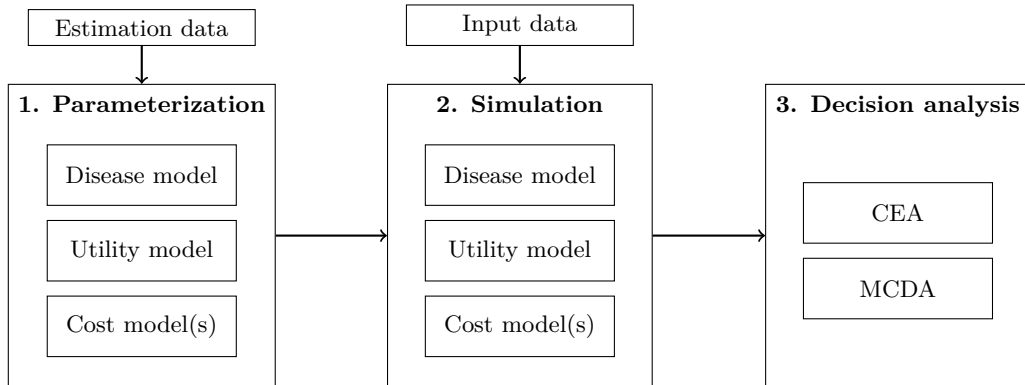 Estimation data
Input data
1. Parameterization
2. Simulation
3. Decision analysis
Disease model
Utility model
Cost model(s)
Disease model
Utility model
Cost model(s)
CEA
MCDA